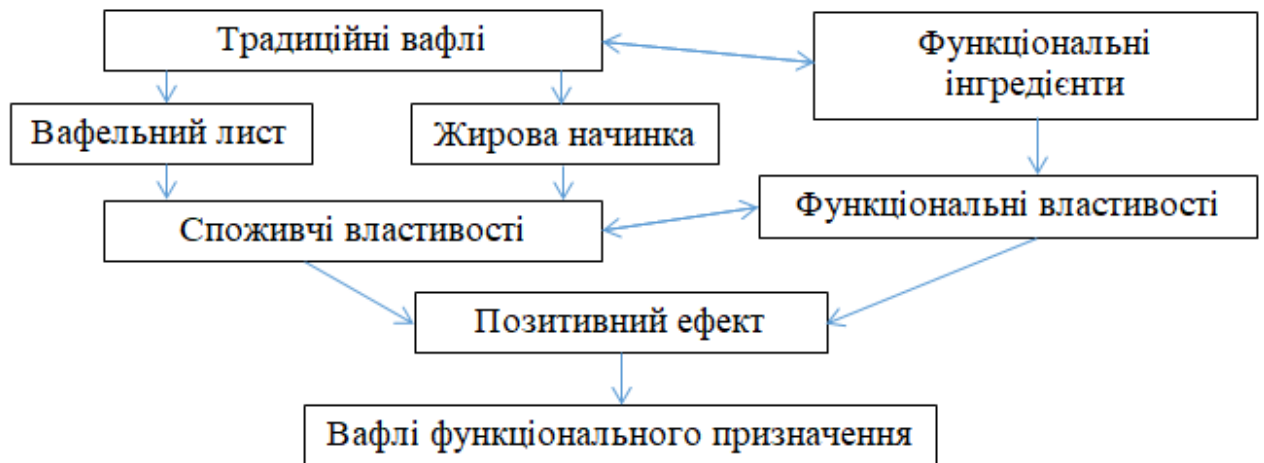 Традиційні вафлі
Функціональні
інгредієнти
Вафельний лист
Жирова начинка
Споживчі властивості
Функціональні властивості
Позитивний ефект
Вафлі функціонального призначення